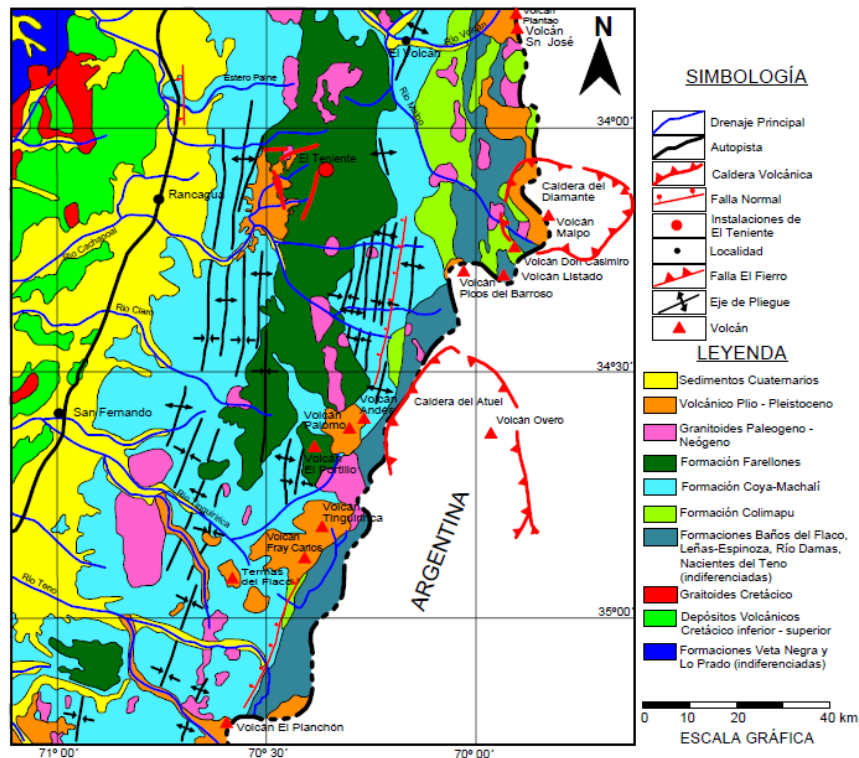 Volcán
Plantao
Volcán
Sn José
N
Río Volcán
El Volcán
Estero Paine
Río Maipo
34°00'
El Teniente
Rancagua
Caldera del
Diamante
Volcán
Maipo
Río Cachapoal
Volcán Don Casimiro
Volcán Listado
Volcán
Picos del Barroso
Río Claro
34°30'
San Fernando
Volcán
Andes
Caldera del Atuel
Volcán
Palomo
Volcán Overo
Volcán
El Portillo
Río Tinguiririca
Volcán
Tinguiririca
ARGENTINA
Volcán
Fray Carlos
Termas
del Flaco
Río Teno
35°00'
Volcán El Planchón
71°00'
70°30'
70°00'
SIMBOLOGÍA
Drenaje Principal
Autopista
Caldera Volcánica
Falla Normal
Instalaciones de
El Teniente
Localidad
Falla El Fierro
Eje de Pliegue
Volcán
LEYENDA
Sedimentos Cuaternarios
Volcánico Plio - Pleistoceno
Granitoides Paleogeno -
Neógeno
Formación Farellones
Formación Coya-Machalí
Formación Colimapu
Formaciones Baños del Flaco,
Leñas-Espinoza, Río Damas,
Nacientes del Teno
(indiferenciadas)
Graitoides Cretácico
Depósitos Volcánicos
Cretácico inferior - superior
Formaciones Veta Negra y
Lo Prado (indiferenciadas)
0 10 20 40 km
ESCALA GRÁFICA